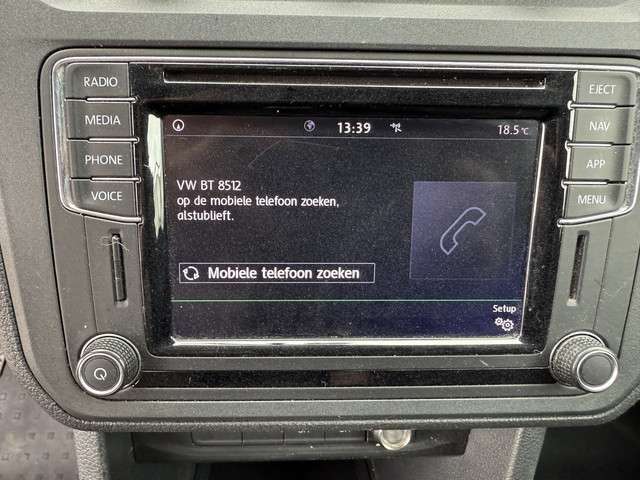 RADIO
EJECT
MEDIA
13:39
18.5°C
NAV
PHONE
APP
VW BT 8512
op de mobiele telefoon zoeken,
alstublieft.
VOICE
MENU
Mobiele telefoon zoeken
Setup